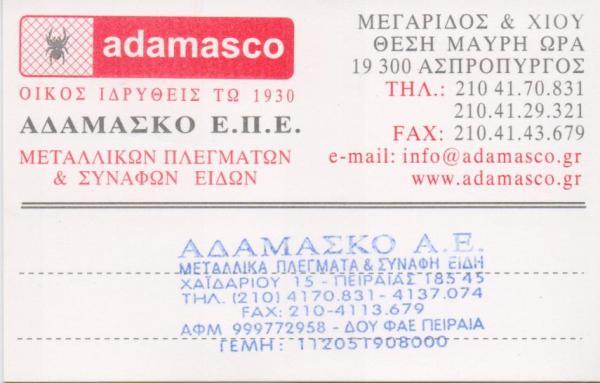 adamasco
ΟΙΚΟΣ ΙΔΡΥΘΕΙΣ ΤΩ 1930
ΑΔΑΜΑΣΚΟ Ε.Π.Ε.
ΜΕΤΑΛΛΙΚΩΝ ΠΛΕΓΜΑΤΩΝ
& ΣΥΝΑΦΩΝ ΕΙΔΩΝ
ΜΕΓΑΡΙΔΟΣ & ΧΙΟΥ
ΘΕΣΗ ΜΑΥΡΗ ΩΡΑ
19 300 ΑΣΠΡΟΠΥΡΓΟΣ
ΤΗΛ.: 210 41.70.831
210.41.29.321
FAX: 210.41.43.679
e-mail: info@adamasco.gr
www.adamasco.gr
ΑΔΑΜΑΣΚΟ Α.Ε.
ΜΕΤΑΛΛΙΚΑ ΠΛΕΓΜΑΤΑ & ΣΥΝΑΦΗ ΕΙΔΗ
ΧΑΪΔΑΡΙΟΥ 15 - ΠΕΙΡΑΙΑΣ 185 45
ΤΗΛ. (210) 4170.831 - 4137.074
FAX: 210-4113.679
ΑΦΜ 999772958 - ΔΟΥ ΦΑΕ ΠΕΙΡΑΙΑ
ΓΕΜΗ: 112051908000